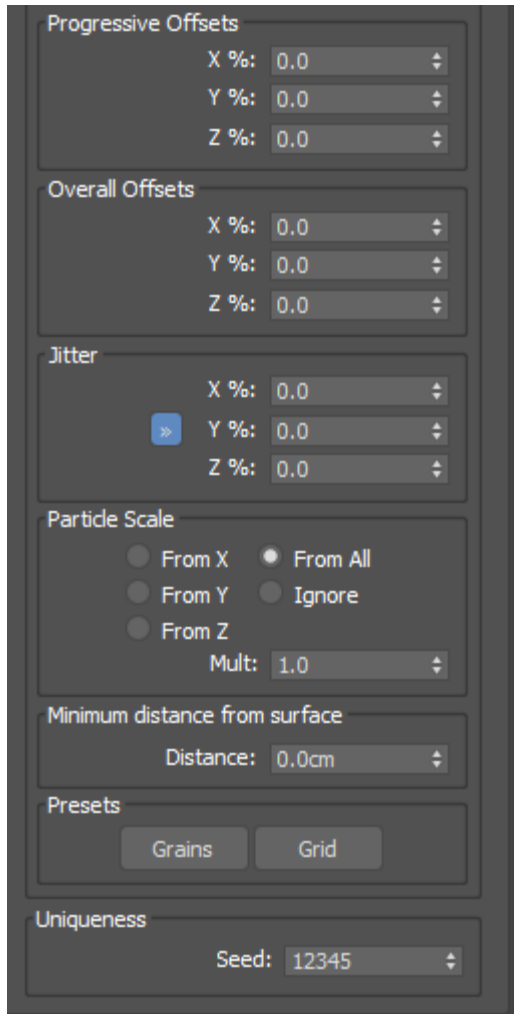 Progressive Offsets
X %: 0.0
Y %: 0.0
Z %: 0.0
Overall Offsets
X %: 0.0
Y %: 0.0
Z %: 0.0
Jitter
X %: 0.0
» Y %: 0.0
Z %: 0.0
Particle Scale
From X From All
From Y Ignore
From Z
Mult: 1.0
Minimum distance from surface
Distance: 0.0cm
Presets
Grains Grid
Uniqueness
Seed: 12345